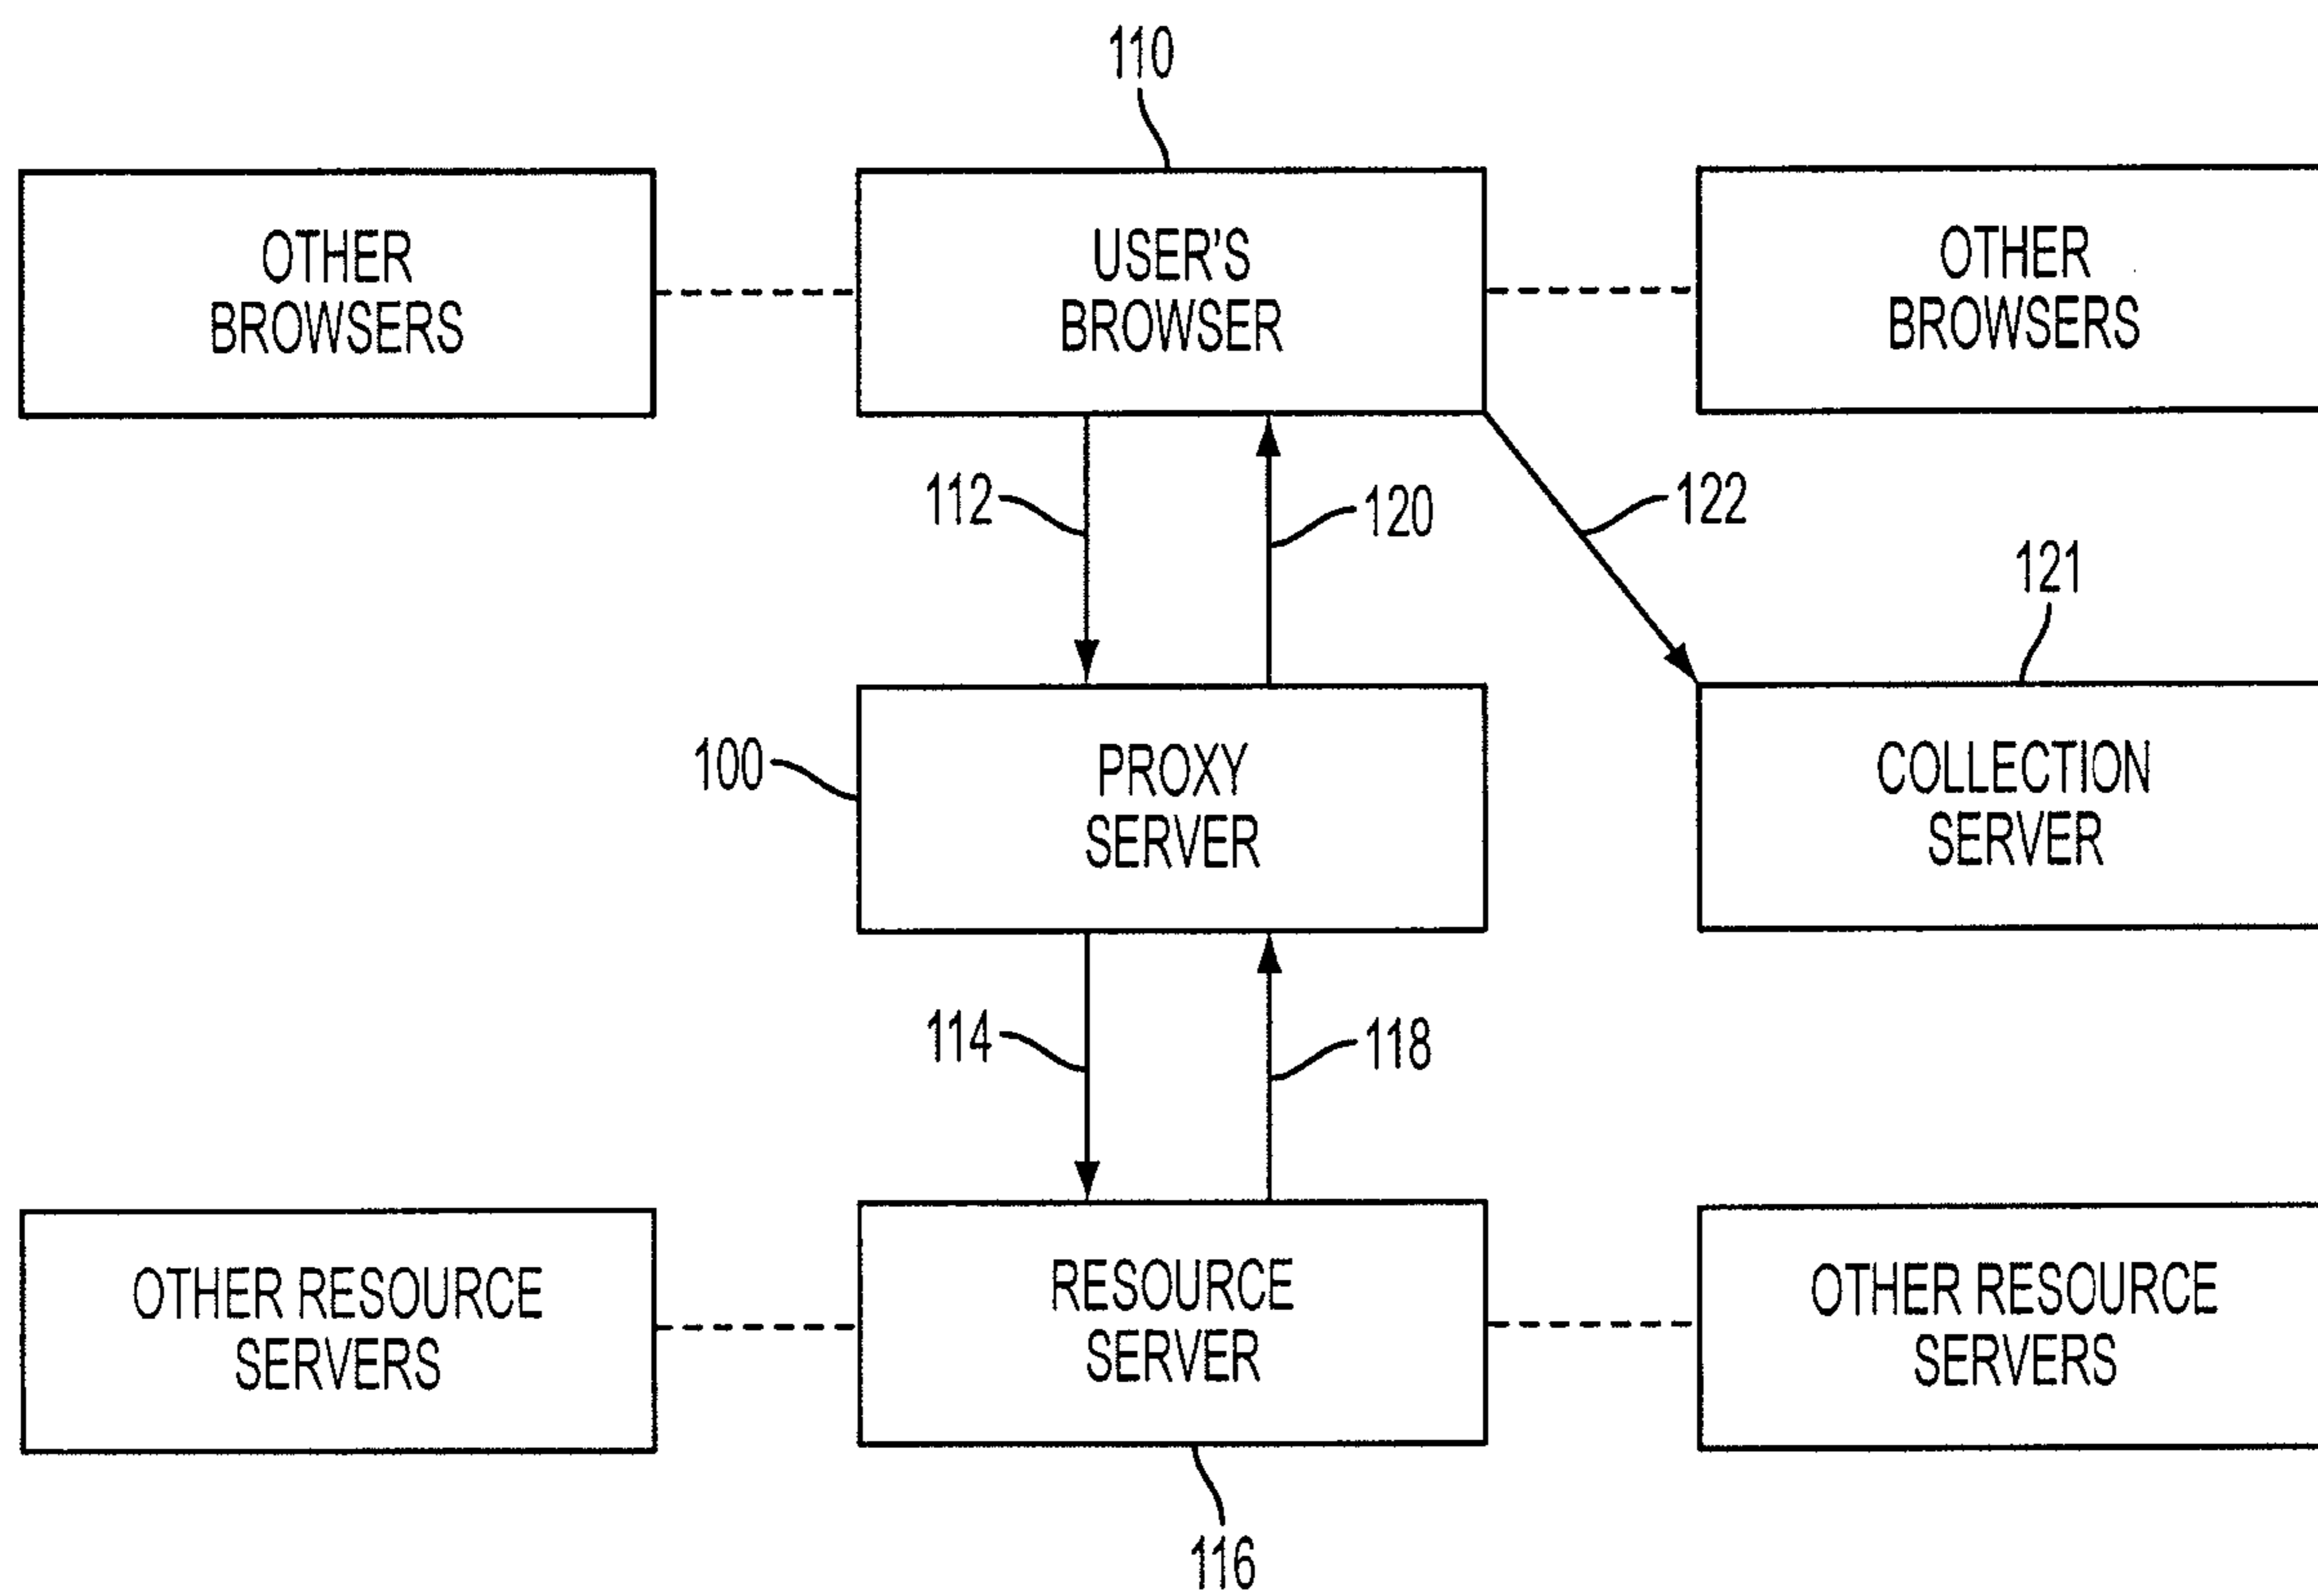 110
OTHER
BROWSERS
USER'S
BROWSER
OTHER
BROWSERS
112
120
122
121
100
PROXY
SERVER
COLLECTION
SERVER
114
118
OTHER RESOURCE
SERVERS
RESOURCE
SERVER
OTHER RESOURCE
SERVERS
116